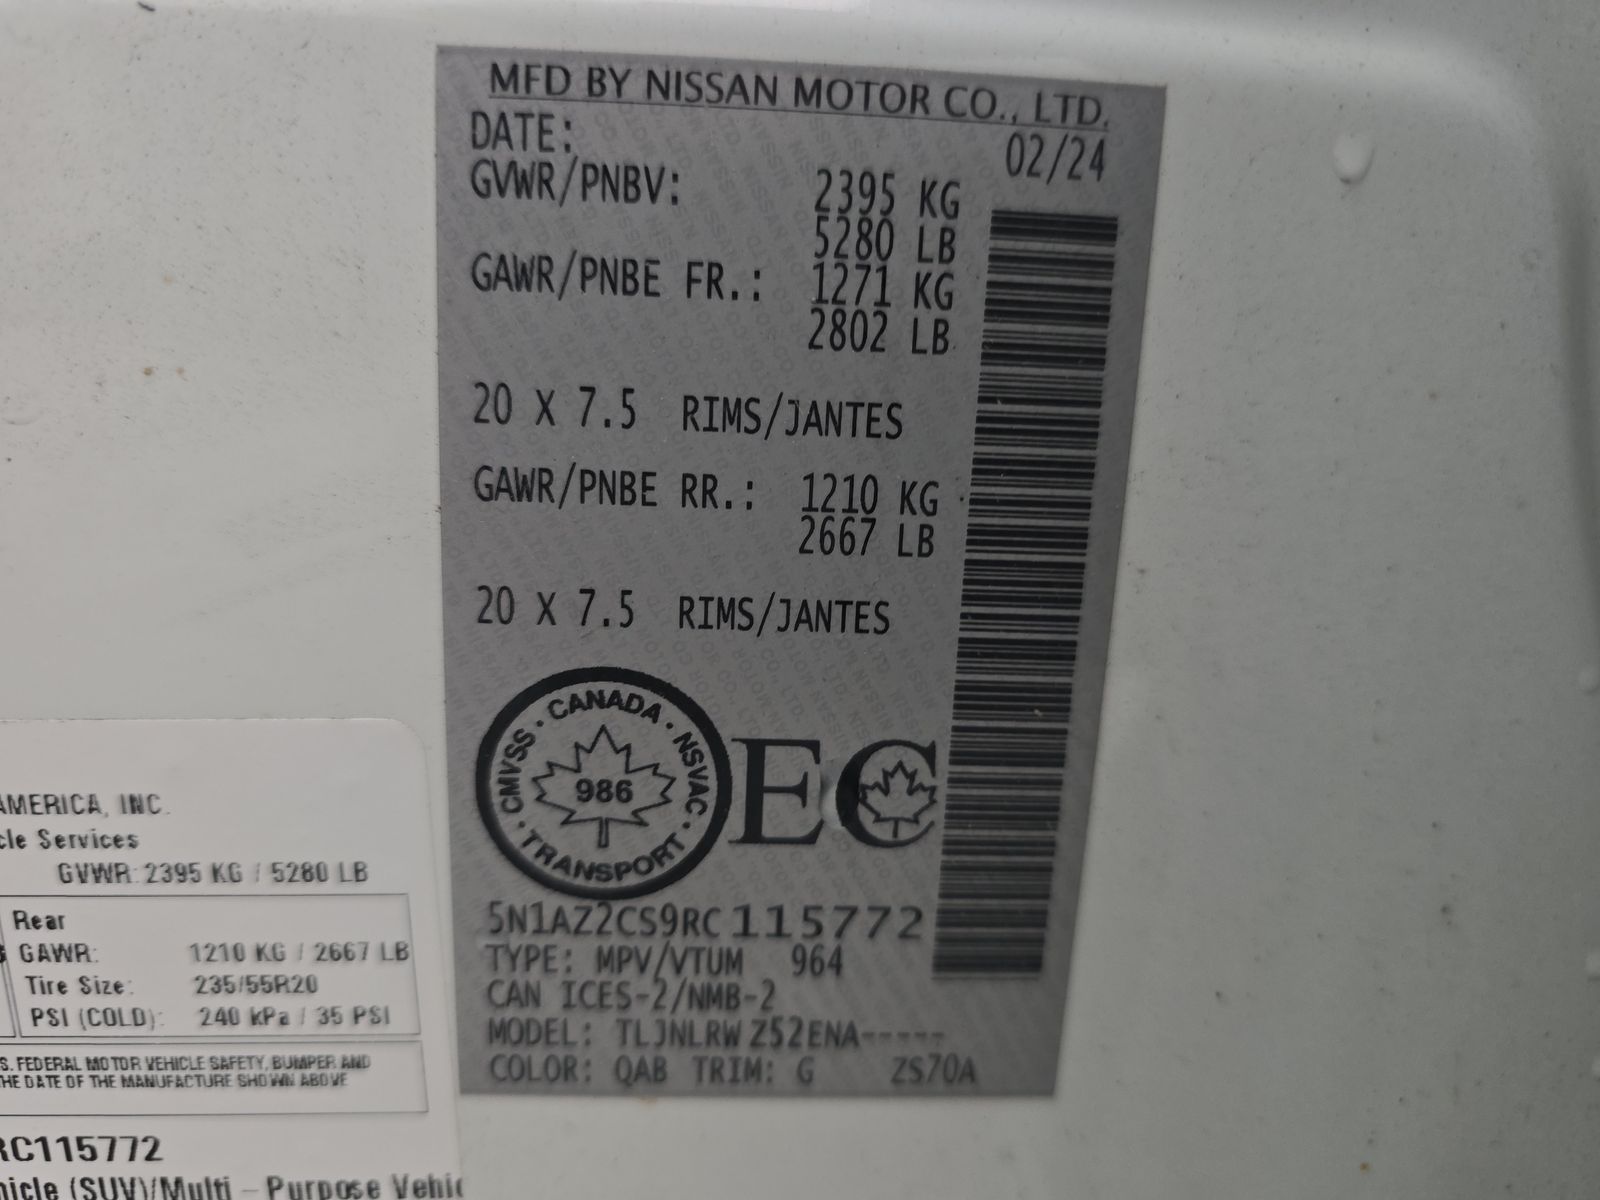 MFD BY NISSAN MOTOR CO., LTD.
DATE: 02/24
GVWR/PNBV: 2395 KG
5280 LB
GAWR/PNBE FR.: 1271 KG
2802 LB
20 X 7.5 RIMS/JANTES
GAWR/PNBE RR.: 1210 KG
2667 LB
20 X 7.5 RIMS/JANTES
CANADA · NSVAC · TRANSPORT · CMVSS ·
986
EC
5N1AZ2CS9RC115772
TYPE: MPV/VTUM 964
CAN ICES-2/NMB-2
MODEL: TLJNLRW Z52ENA-----
COLOR: QAB TRIM: G ZS70A
AMERICA, INC.
cle Services
GVWR: 2395 KG / 5280 LB
Rear
GAWR: 1210 KG / 2667 LB
Tire Size: 235/55R20
PSI (COLD): 240 kPa / 35 PSI
S. FEDERAL MOTOR VEHICLE SAFETY, BUMPER AND
HE DATE OF THE MANUFACTURE SHOWN ABOVE
RC115772
hicle (SUV)/Multi - Purpose Vehic